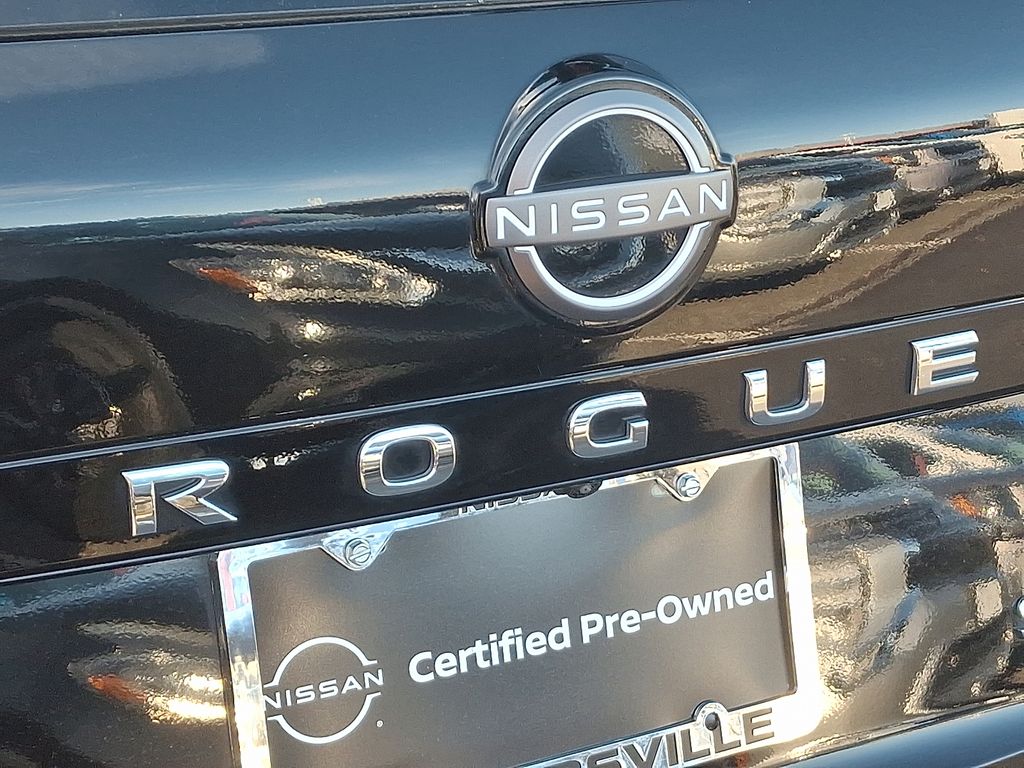 NISSAN
ROGUE
NISSAN
Certified Pre-Owned